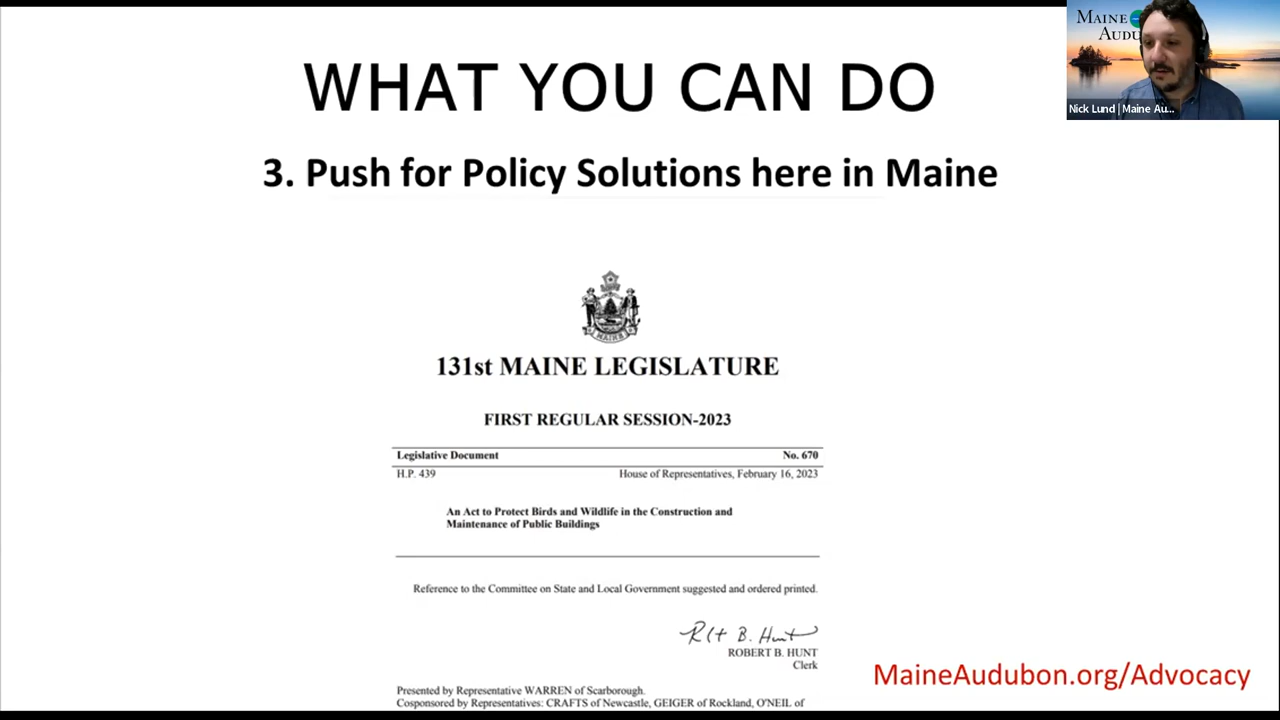 WHAT YOU CAN DO
3. Push for Policy Solutions here in Maine
MAINE
AUDU
Nick Lund | Maine Au...
MAINE
131st MAINE LEGISLATURE
FIRST REGULAR SESSION-2023
Legislative Document No. 670
H.P. 439 House of Representatives, February 16, 2023
An Act to Protect Birds and Wildlife in the Construction and
Maintenance of Public Buildings
Reference to the Committee on State and Local Government suggested and ordered printed.
R(t B. Hunt
ROBERT B. HUNT
Clerk
Presented by Representative WARREN of Scarborough.
Cosponsored by Representatives: CRAFTS of Newcastle, GEIGER of Rockland, O'NEIL of
MaineAudubon.org/Advocacy